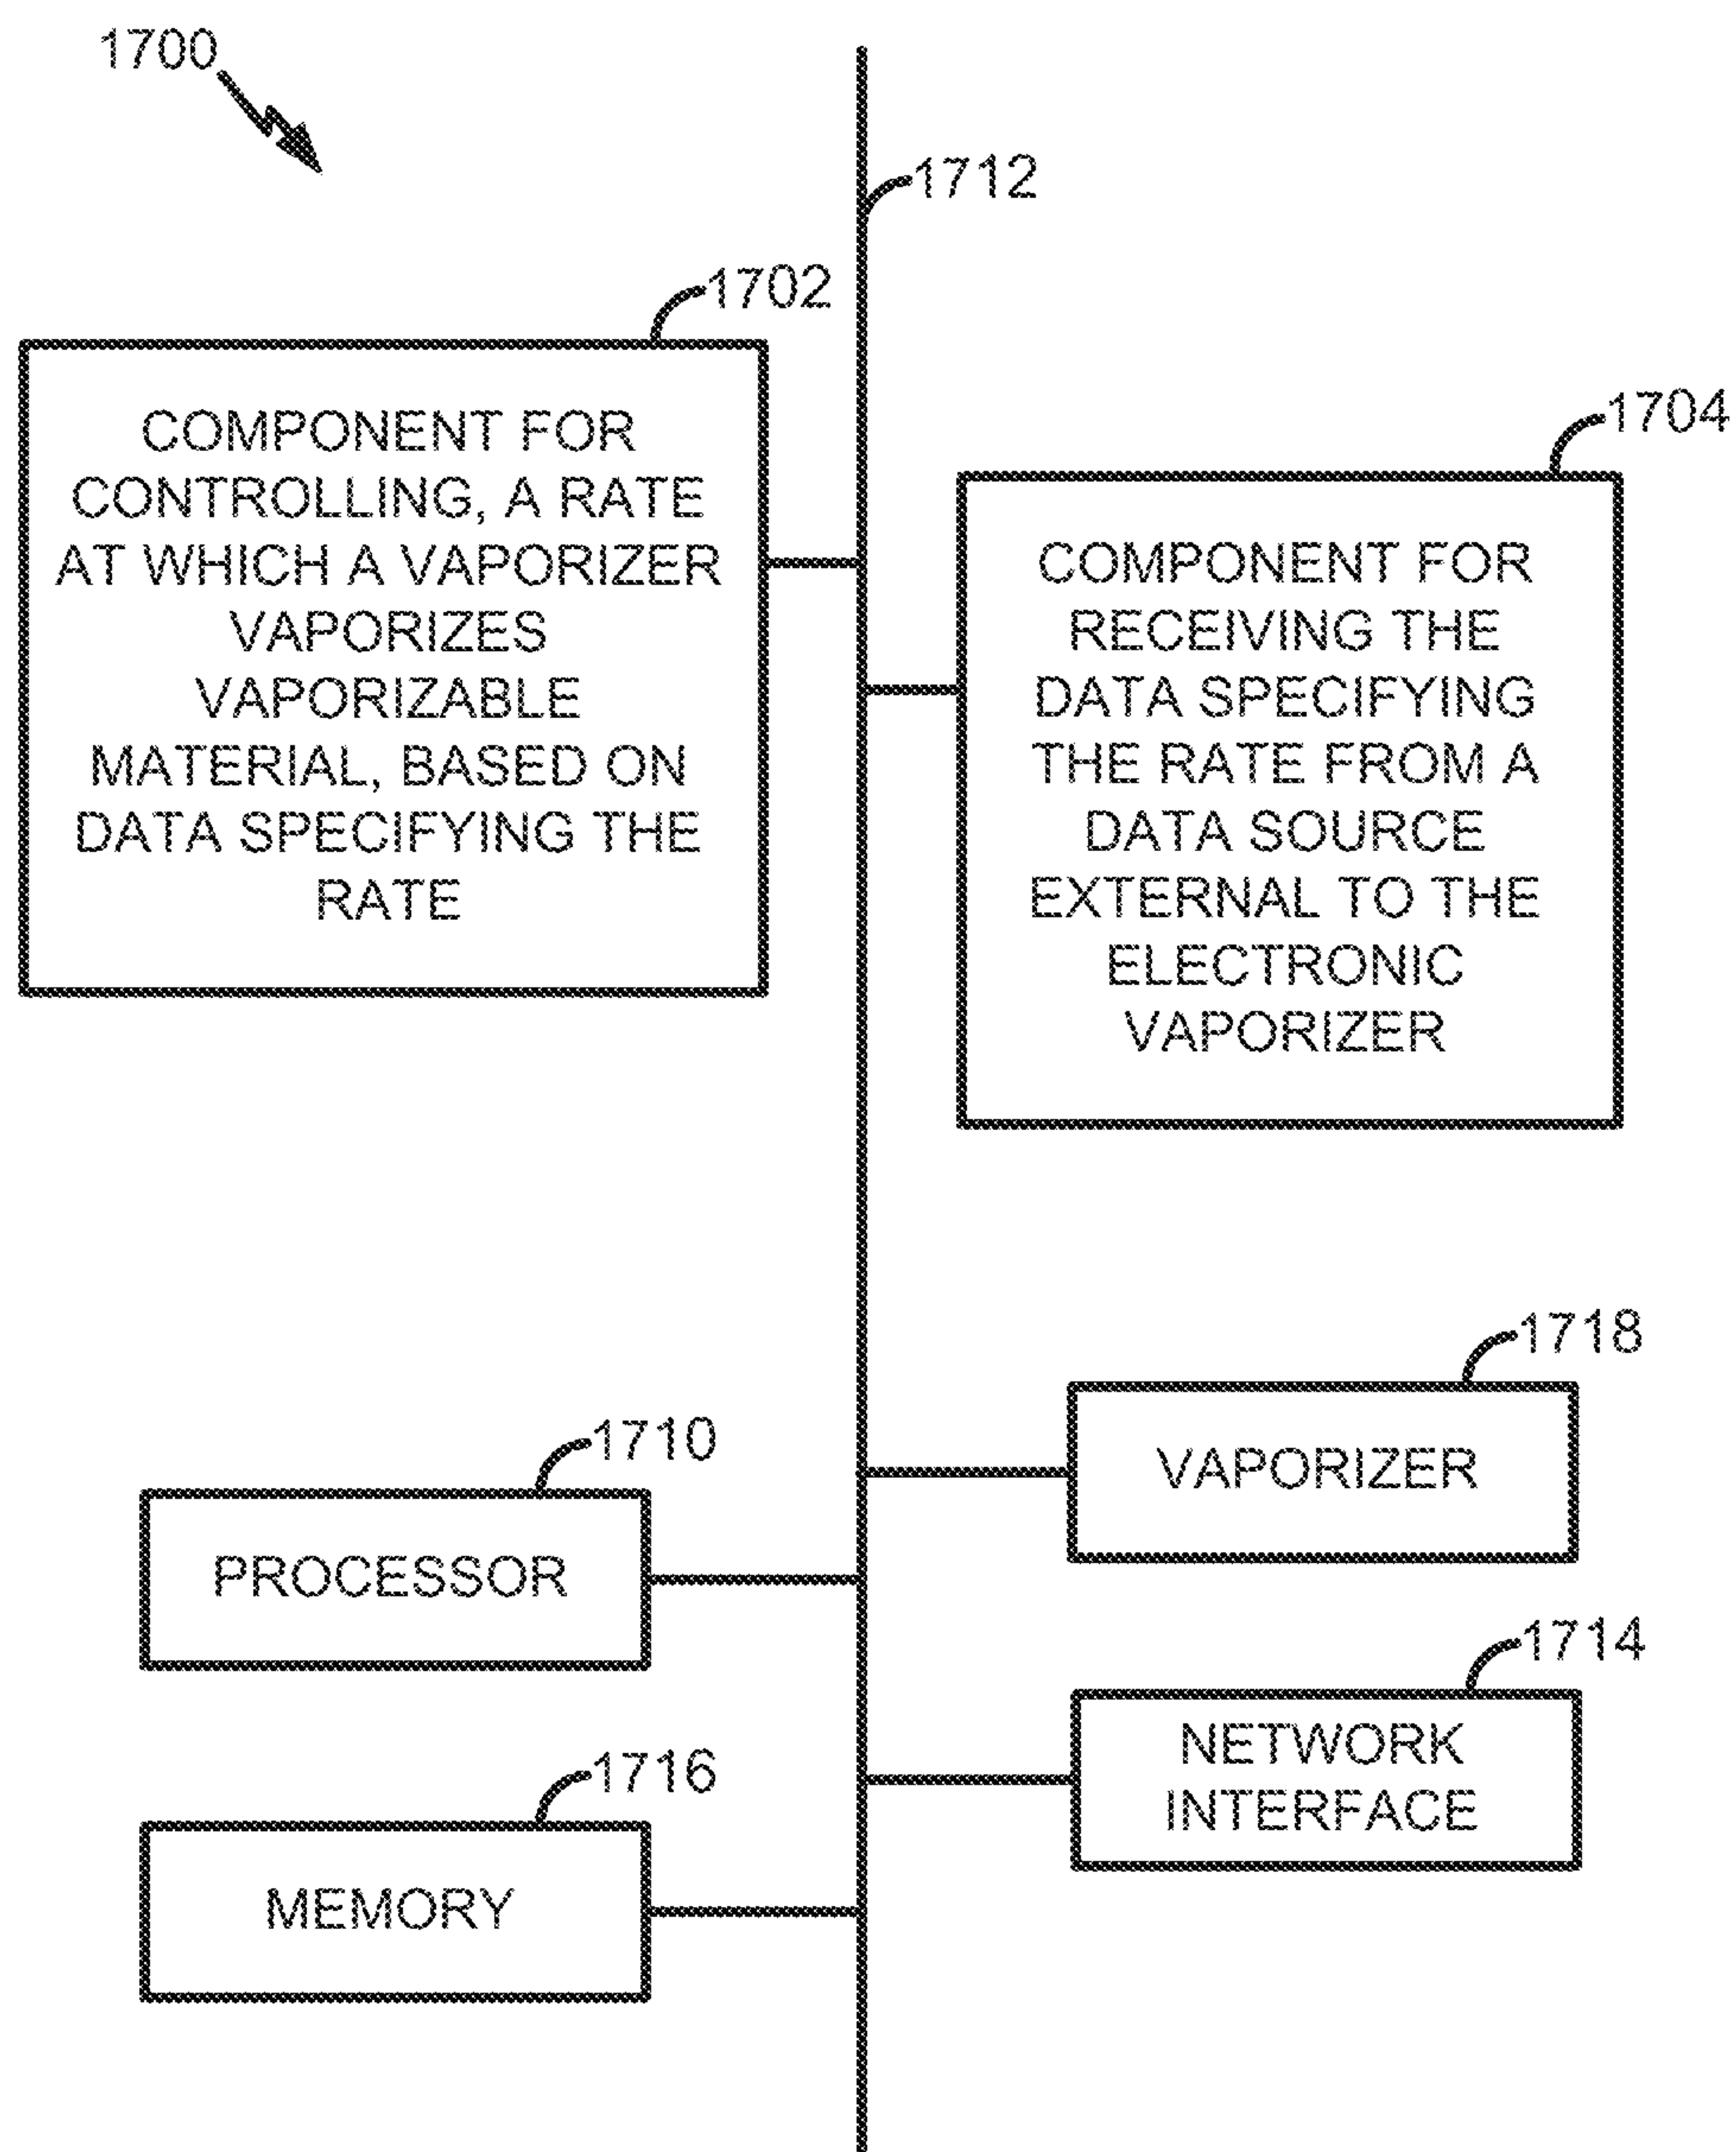 1700
1712
1702
COMPONENT FOR
CONTROLLING, A RATE
AT WHICH A VAPORIZER
VAPORIZES
VAPORIZABLE
MATERIAL, BASED ON
DATA SPECIFYING THE
RATE
1704
COMPONENT FOR
RECEIVING THE
DATA SPECIFYING
THE RATE FROM A
DATA SOURCE
EXTERNAL TO THE
ELECTRONIC
VAPORIZER
1718
VAPORIZER
1710
PROCESSOR
1714
NETWORK
INTERFACE
1716
MEMORY